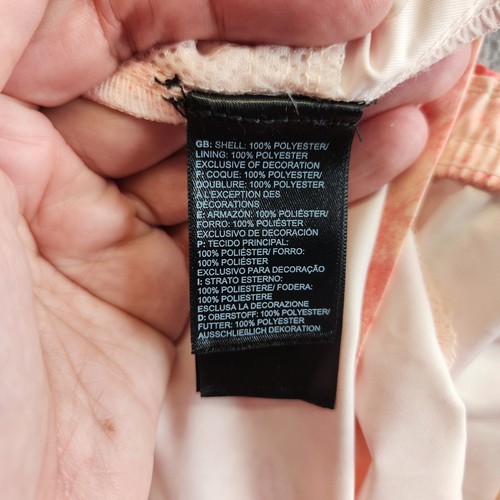 GB: SHELL: 100% POLYESTER/
LINING: 100% POLYESTER
EXCLUSIVE OF DECORATION
F: COQUE: 100% POLYESTER/
DOUBLURE: 100% POLYESTER
À L'EXCEPTION DES
DÉCORATIONS
E: ARMAZÓN: 100% POLIÉSTER/
FORRO: 100% POLIÉSTER
EXCLUSIVO DE DECORACIÓN
P: TECIDO PRINCIPAL:
100% POLIÉSTER/ FORRO:
100% POLIÉSTER
EXCLUSIVO PARA DECORAÇÃO
I: STRATO ESTERNO:
100% POLIESTERE/ FODERA:
100% POLIESTERE
ESCLUSA LA DECORAZIONE
D: OBERSTOFF: 100% POLYESTER/
FUTTER: 100% POLYESTER
AUSSCHLIEßLICH DEKORATION